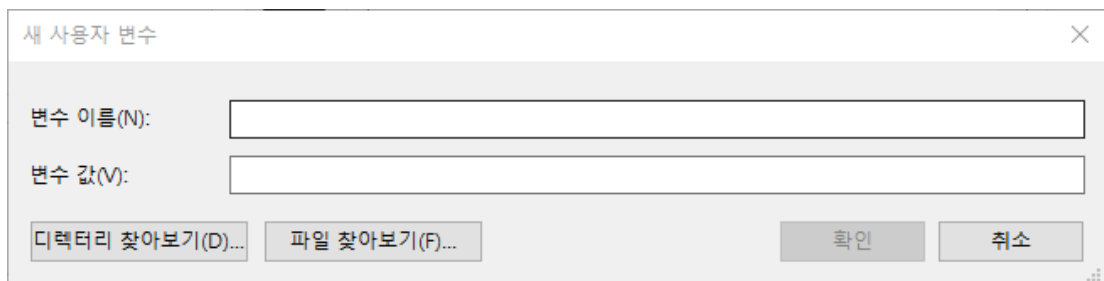 새 사용자 변수
변수 이름(N):
변수 값(V):
디렉터리 찾아보기(D)... 파일 찾아보기(F)... 확인 취소